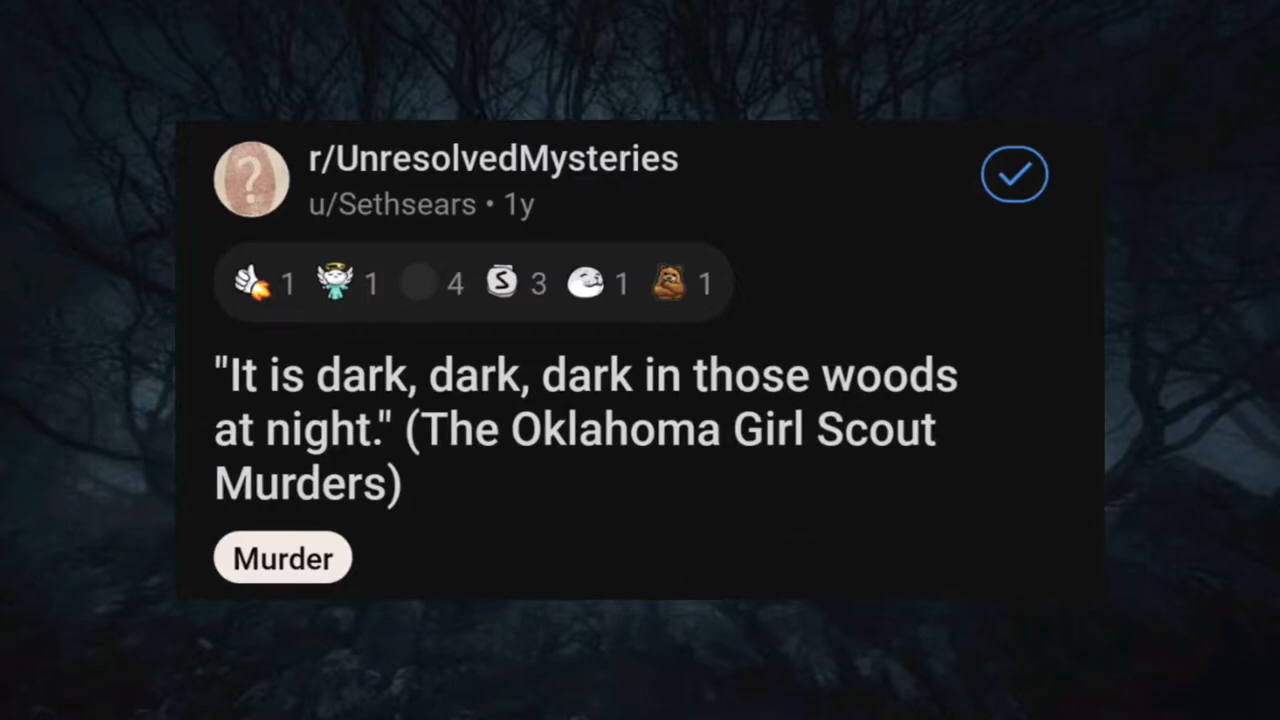 r/UnresolvedMysteries
u/Sethsears • 1y
1 1 4 S 3 1 1
"It is dark, dark, dark in those woods
at night." (The Oklahoma Girl Scout
Murders)
Murder